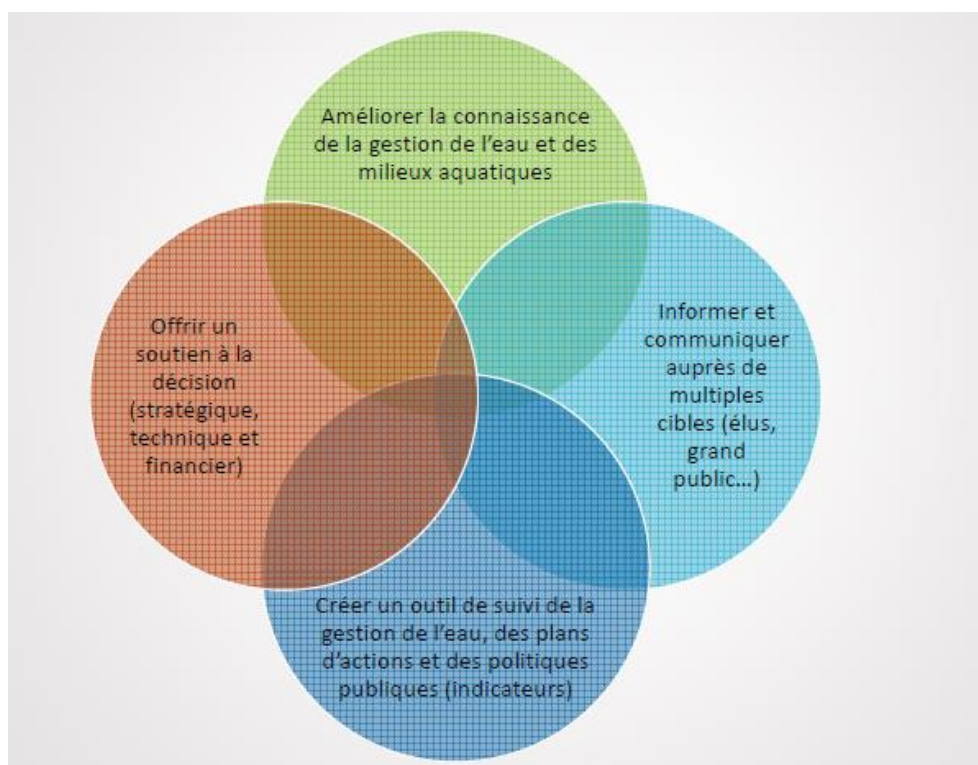 Améliorer la connaissance
de la gestion de l'eau et des
milieux aquatiques
Offrir un
soutien à la
décision
(stratégique,
technique et
financier)
Informer et
communiquer
auprès de
multiples
cibles (élus,
grand
public…)
Créer un outil de suivi de la
gestion de l'eau, des plans
d'actions et des politiques
publiques (indicateurs)